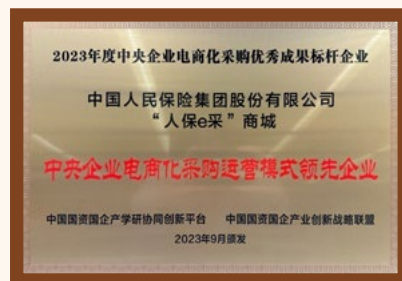 2023年度中央企业电商化采购优秀成果标杆企业
中国人民保险集团股份有限公司
“人保e采”商城
中央企业电商化采购运营模式领先企业
中国国资国企产学研协同创新平台 中国国资国企产业创新战略联盟
2023年9月颁发